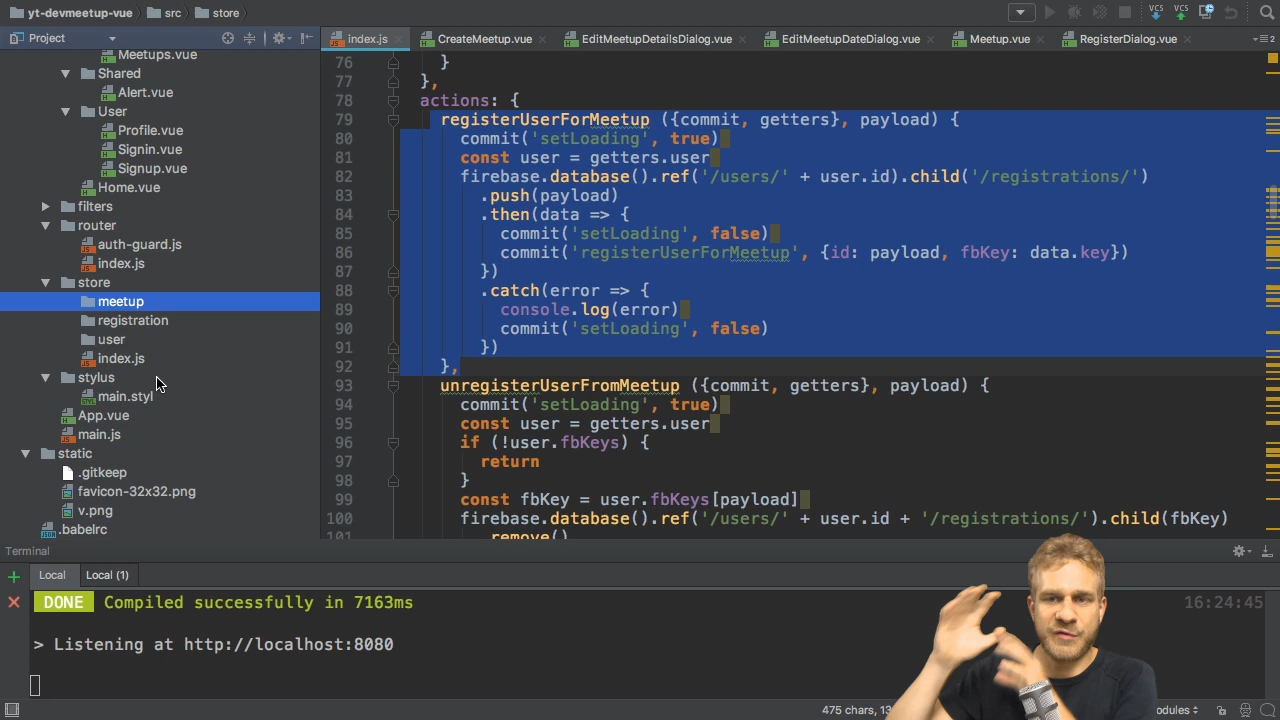 yt-devmeetup-vue
src
store
VCS
VCS
Project
index.js
CreateMeetup.vue
EditMeetupDetailsDialog.vue
EditMeetupDateDialog.vue
Meetup.vue
RegisterDialog.vue
2
Meetups.vue
Shared
Alert.vue
User
Profile.vue
Signin.vue
Signup.vue
Home.vue
filters
router
auth-guard.js
index.js
store
meetup
registration
user
index.js
stylus
main.styl
App.vue
main.js
static
.gitkeep
favicon-32x32.png
v.png
.babelrc
76 }
77 },
78 actions: {
79 registerUserForMeetup ({commit, getters}, payload) {
80 commit('setLoading', true)
81 const user = getters.user
82 firebase.database().ref('/users/' + user.id).child('/registrations/')
83 .push(payload)
84 .then(data => {
85 commit('setLoading', false)
86 commit('registerUserForMeetup', {id: payload, fbKey: data.key})
87 })
88 .catch(error => {
89 console.log(error)
90 commit('setLoading', false)
91 })
92 },
93 unregisterUserFromMeetup ({commit, getters}, payload) {
94 commit('setLoading', true)
95 const user = getters.user
96 if (!user.fbKeys) {
97 return
98 }
99 const fbKey = user.fbKeys[payload]
100 firebase.database().ref('/users/' + user.id + '/registrations/').child(fbKey)
101 .remove()
Terminal
Local
Local (1)
DONE Compiled successfully in 7163ms
16:24:45
> Listening at http://localhost:8080
475 chars, 13